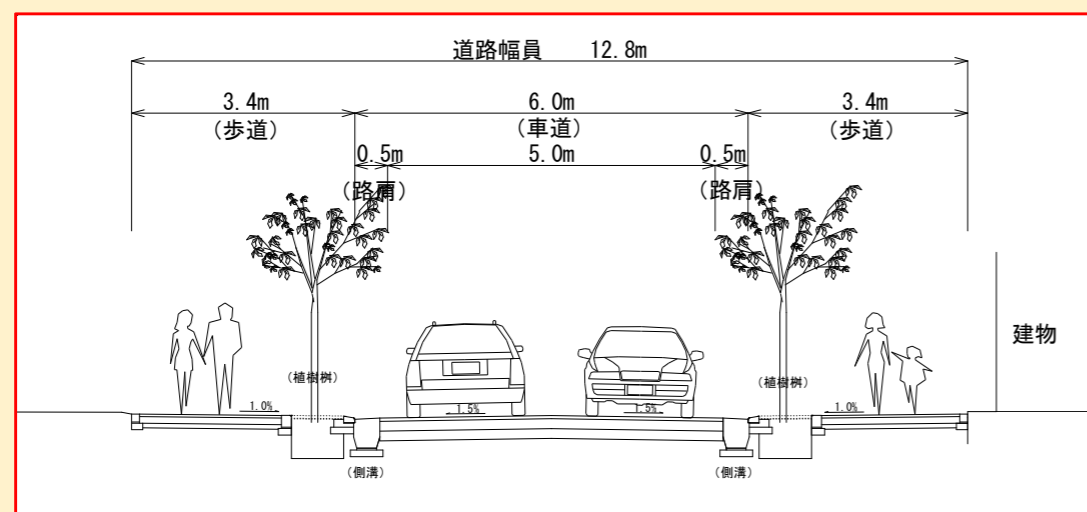 道路幅員 12.8m
3.4m 6.0m 3.4m
(歩道) (車道) (歩道)
0.5m 5.0m 0.5m
(路肩) (路肩)
建物
(植樹桝) (植樹桝)
1.0% 1.5% 1.5% 1.0%
(側溝) (側溝)